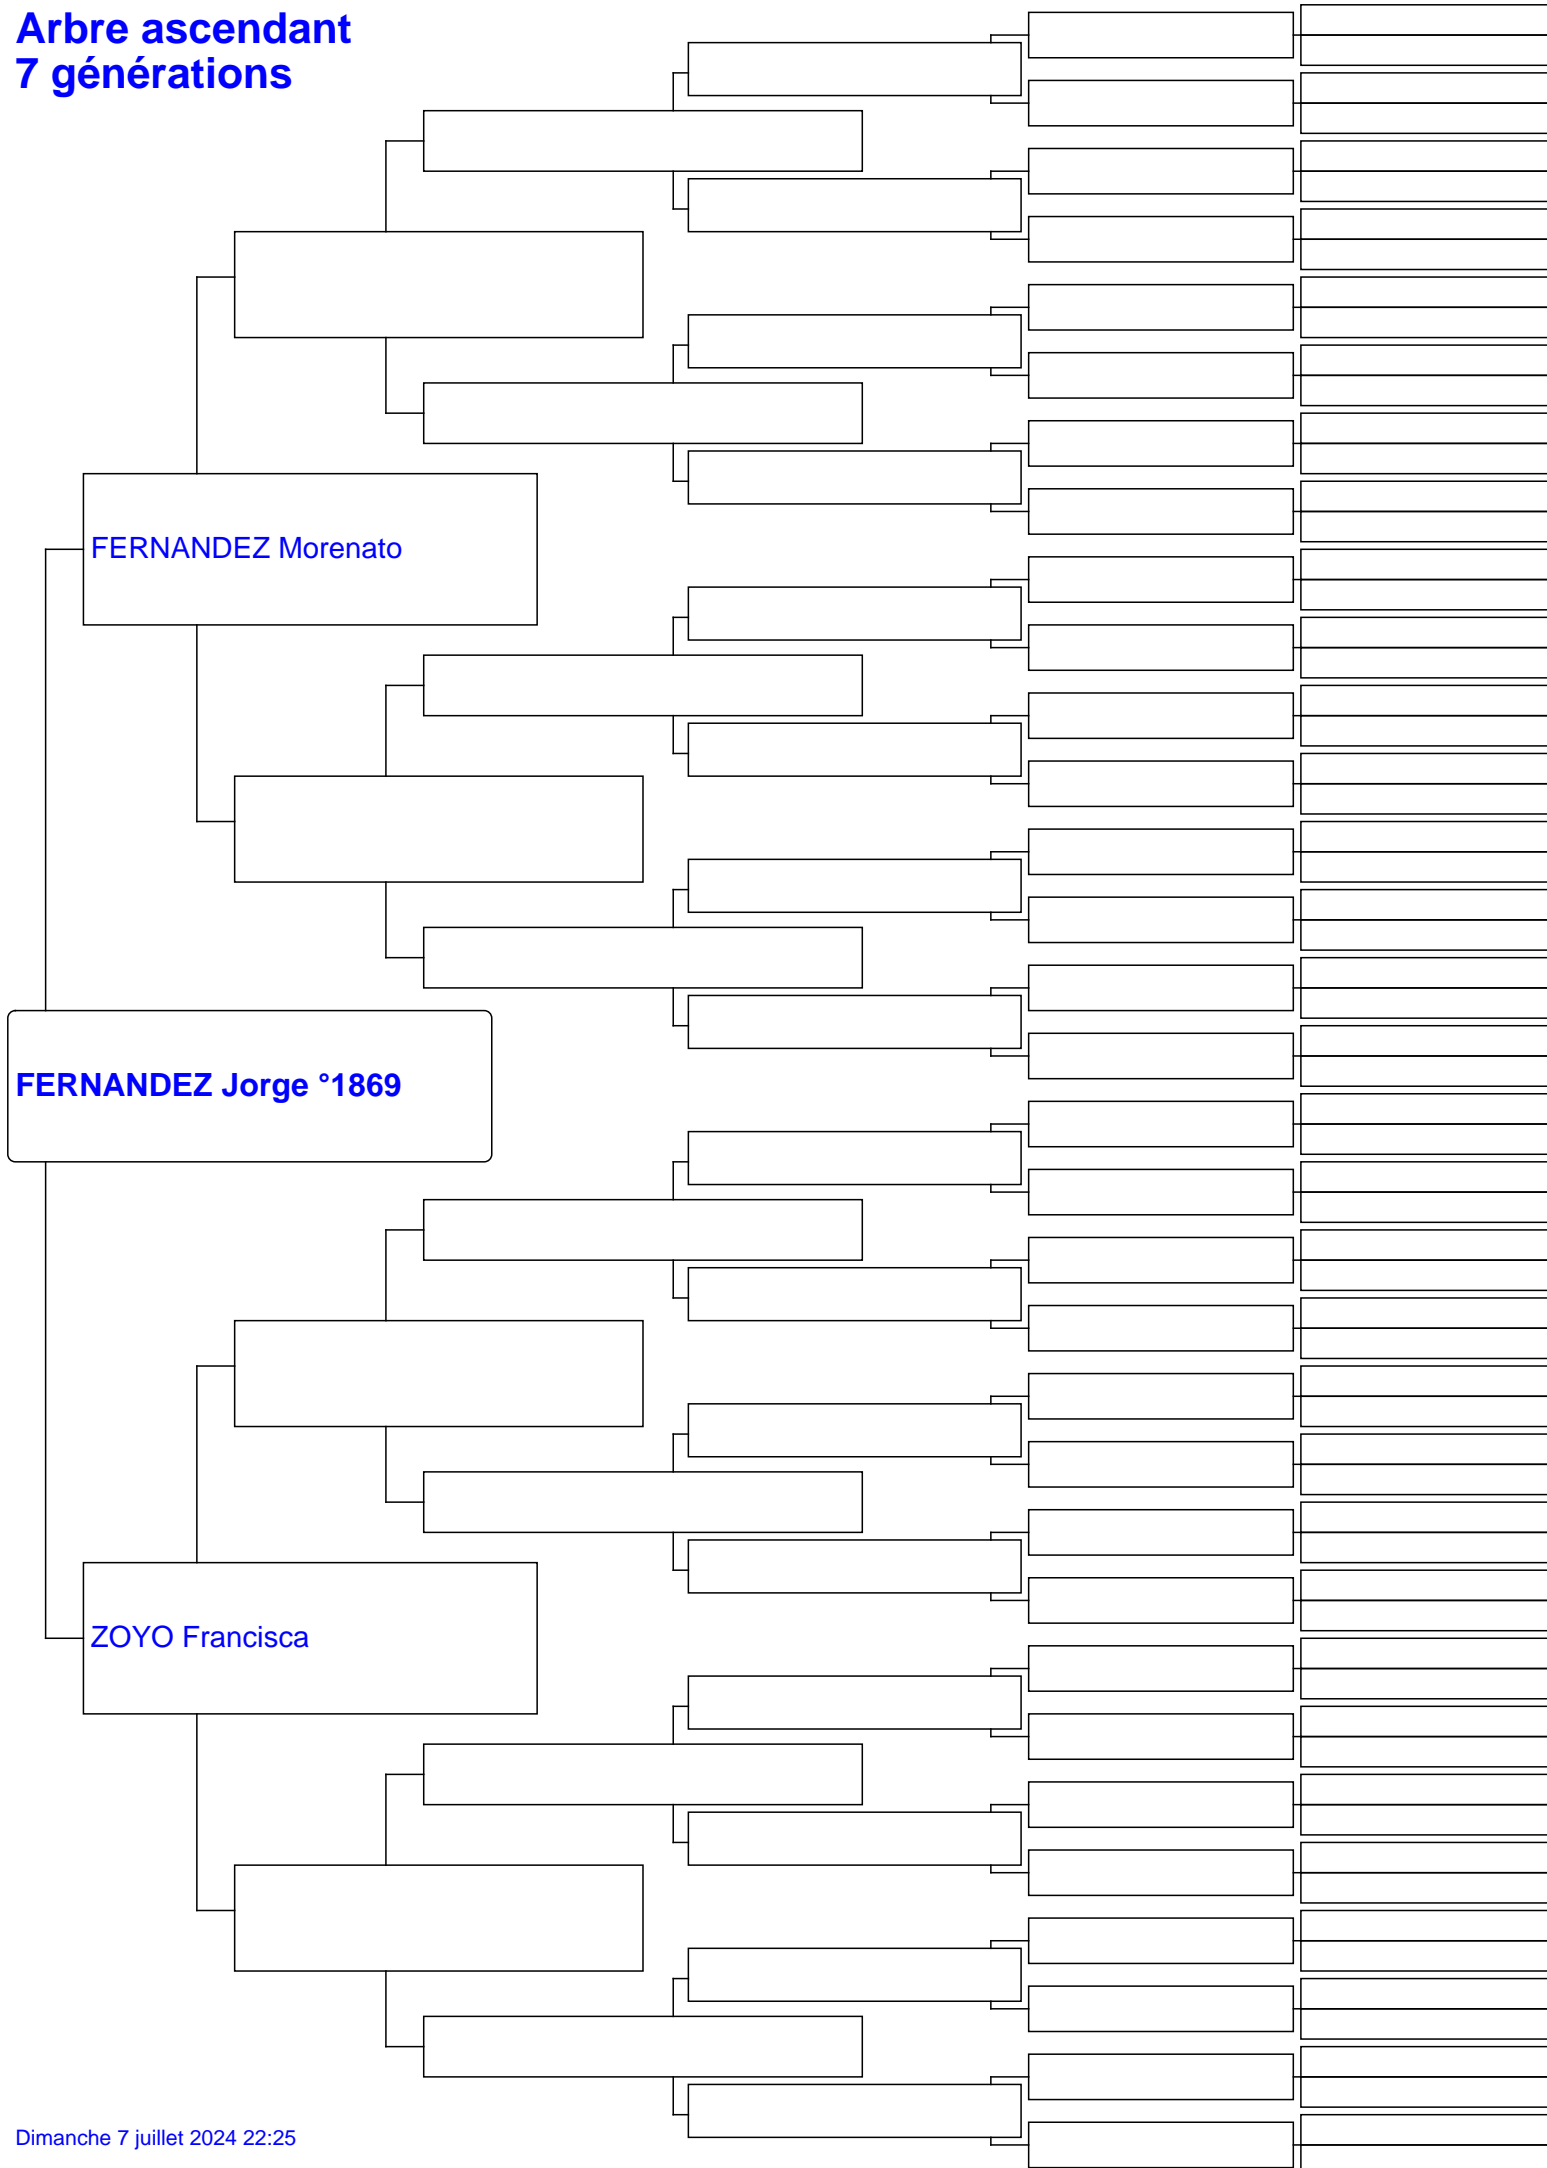 Arbre ascendant
7 générations
FERNANDEZ Morenato
FERNANDEZ Jorge °1869
ZOYO Francisca
Dimanche 7 juillet 2024 22:25